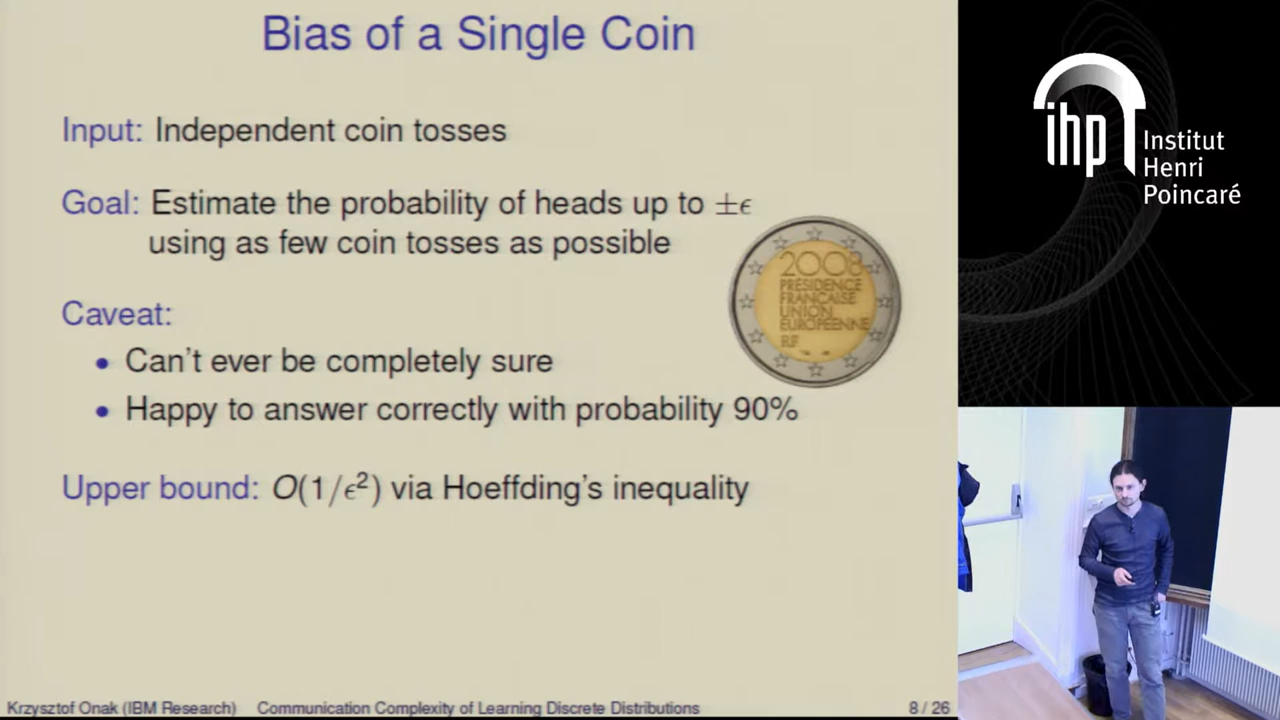 Bias of a Single Coin
Input: Independent coin tosses
Goal: Estimate the probability of heads up to ±ϵ
using as few coin tosses as possible
2008
PRÉSIDENCE
FRANÇAISE
UNION
EUROPÉENNE
RF
Caveat:
• Can't ever be completely sure
• Happy to answer correctly with probability 90%
Upper bound: O(1/ϵ²) via Hoeffding's inequality
Krzysztof Onak (IBM Research) Communication Complexity of Learning Discrete Distributions 8 / 26
ihp
Institut
Henri
Poincaré